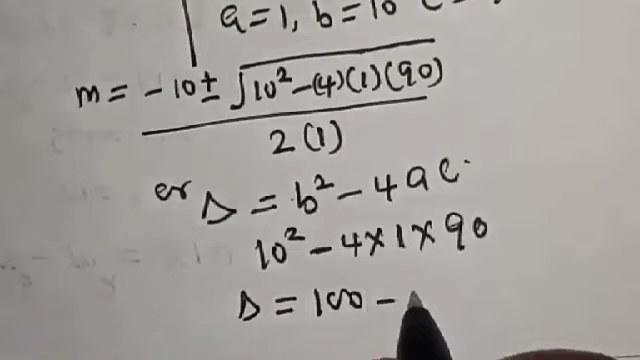 a=1, b=10 c
m = -10 ± √10² - (4)(1)(90)
2(1)
or Δ = b² - 4ac.
10² - 4×1×90
Δ = 100 -